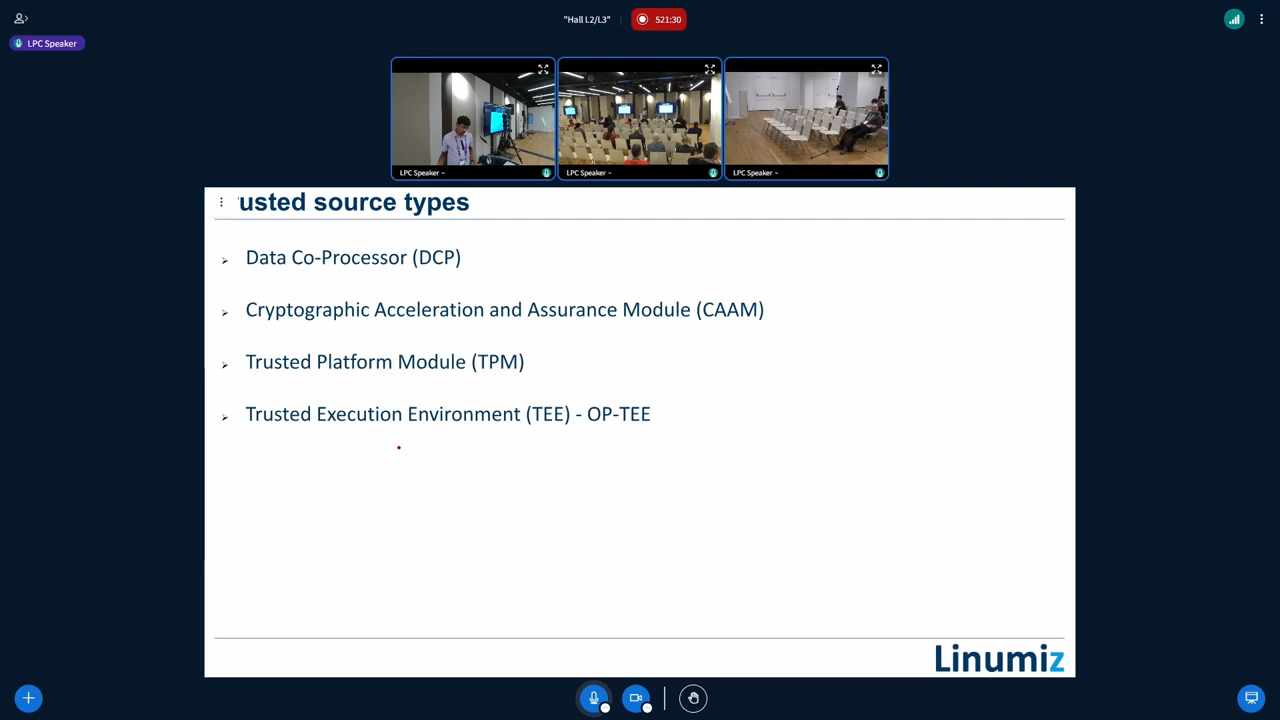 "Hall L2/L3"
521:30
LPC Speaker
LPC Speaker
LPC Speaker
LPC Speaker
usted source types
Data Co-Processor (DCP)
Cryptographic Acceleration and Assurance Module (CAAM)
Trusted Platform Module (TPM)
Trusted Execution Environment (TEE) - OP-TEE
Linumiz